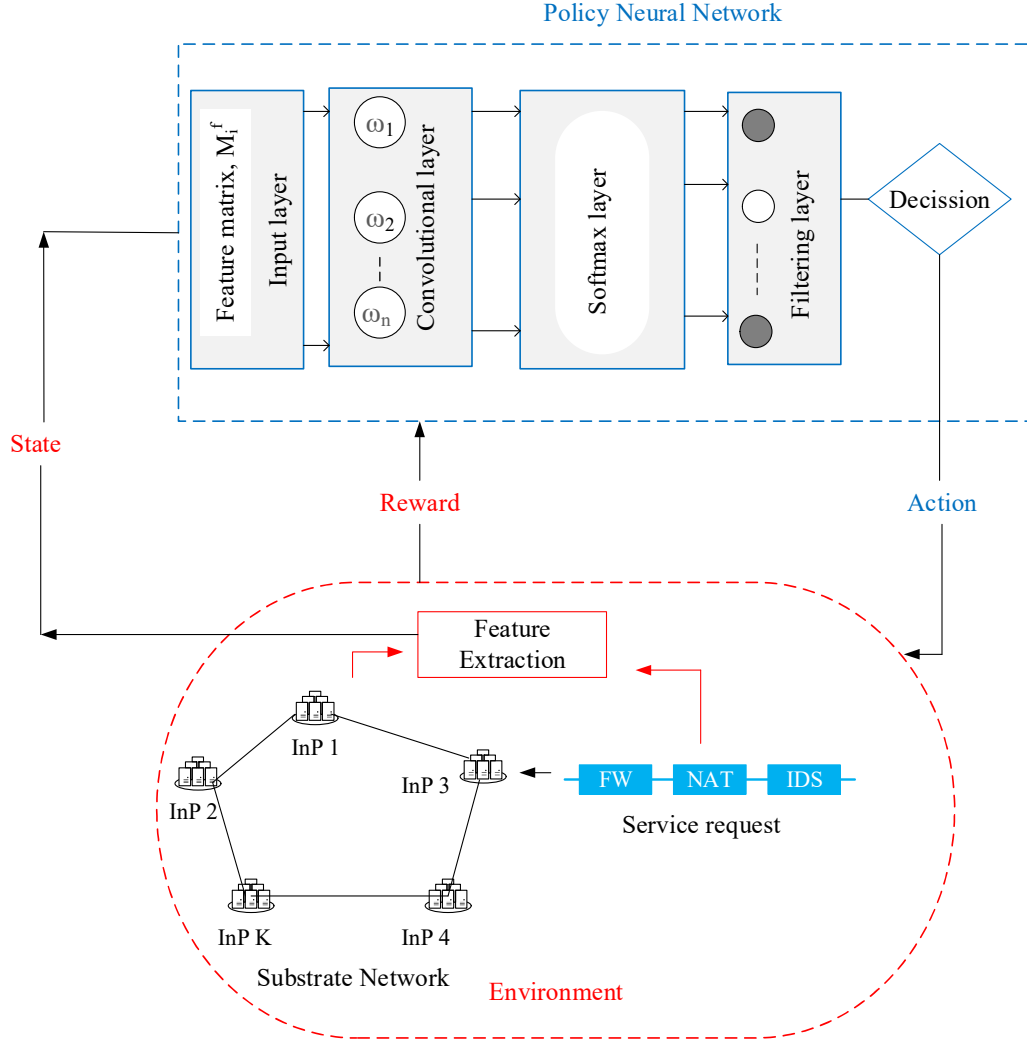 Policy Neural Network
Feature matrix, M_i^f
Input layer
ω1
ω2
ωn
Convolutional layer
Softmax layer
Filtering layer
Decission
State
Reward
Action
Feature
Extraction
InP 1
InP 2
InP 3
InP K
InP 4
FW
NAT
IDS
Service request
Substrate Network
Environment